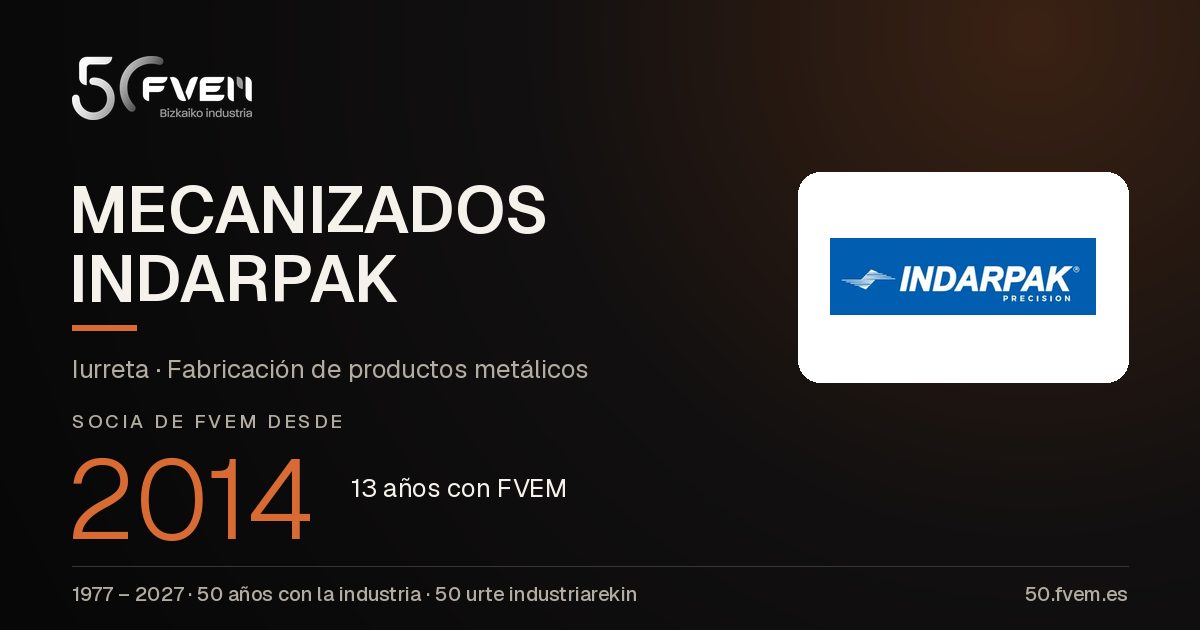 50 FVEM
Bizkaiko industria
MECANIZADOS
INDARPAK
INDARPAK®
PRECISION
Iurreta · Fabricación de productos metálicos
SOCIA DE FVEM DESDE
2014
13 años con FVEM
1977 – 2027 · 50 años con la industria · 50 urte industriarekin
50.fvem.es